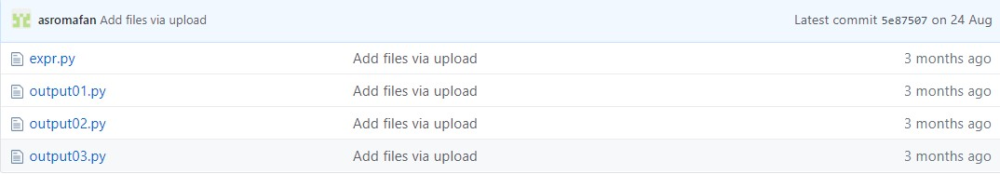 asromafan Add files via upload Latest commit 5e87507 on 24 Aug
expr.py Add files via upload 3 months ago
output01.py Add files via upload 3 months ago
output02.py Add files via upload 3 months ago
output03.py Add files via upload 3 months ago